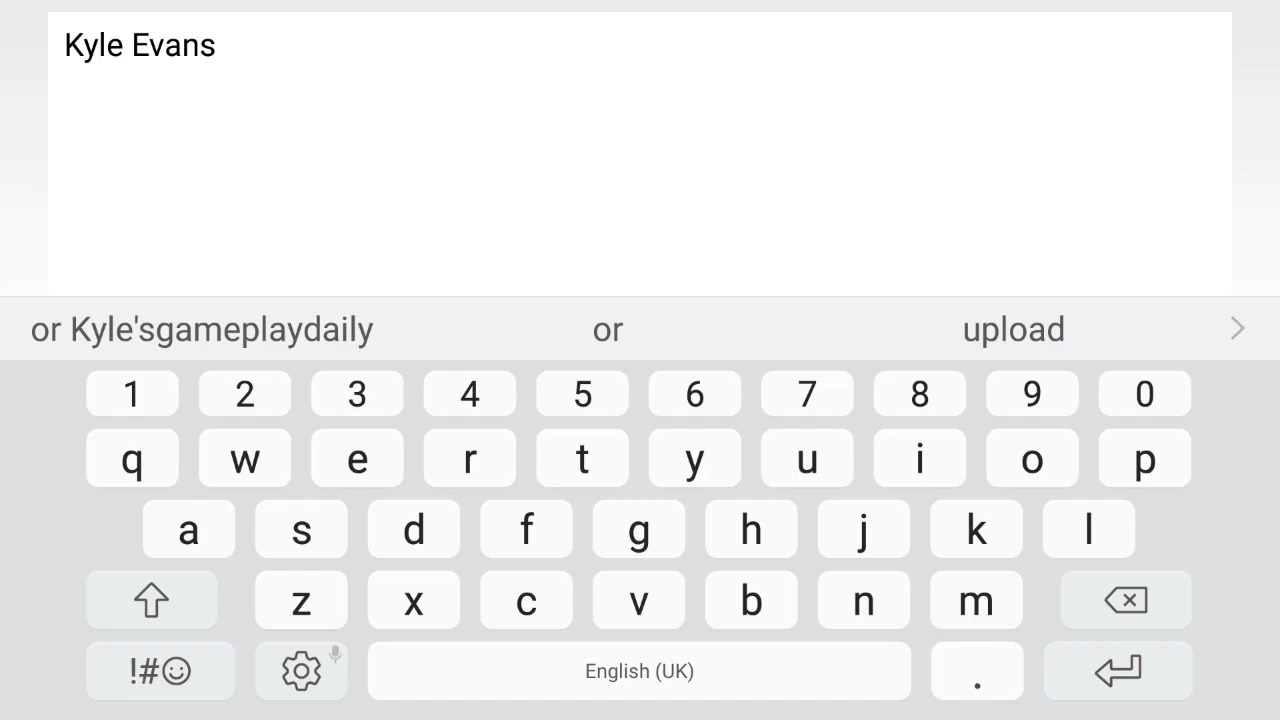 Kyle Evans
or Kyle'sgameplaydaily or upload
1 2 3 4 5 6 7 8 9 0
q w e r t y u i o p
a s d f g h j k l
z x c v b n m
!#☺ English (UK) .